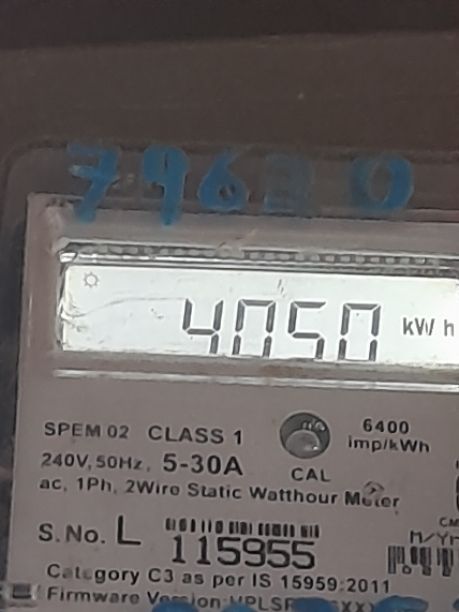 4050 kWh
SPEM 02 CLASS 1
6400
imp/kWh
240V, 50Hz, 5-30A
CAL
ac, 1Ph, 2Wire Static Watthour Meter
S. No. L 115955
Category C3 as per IS 15959:2011
Firmware Version: